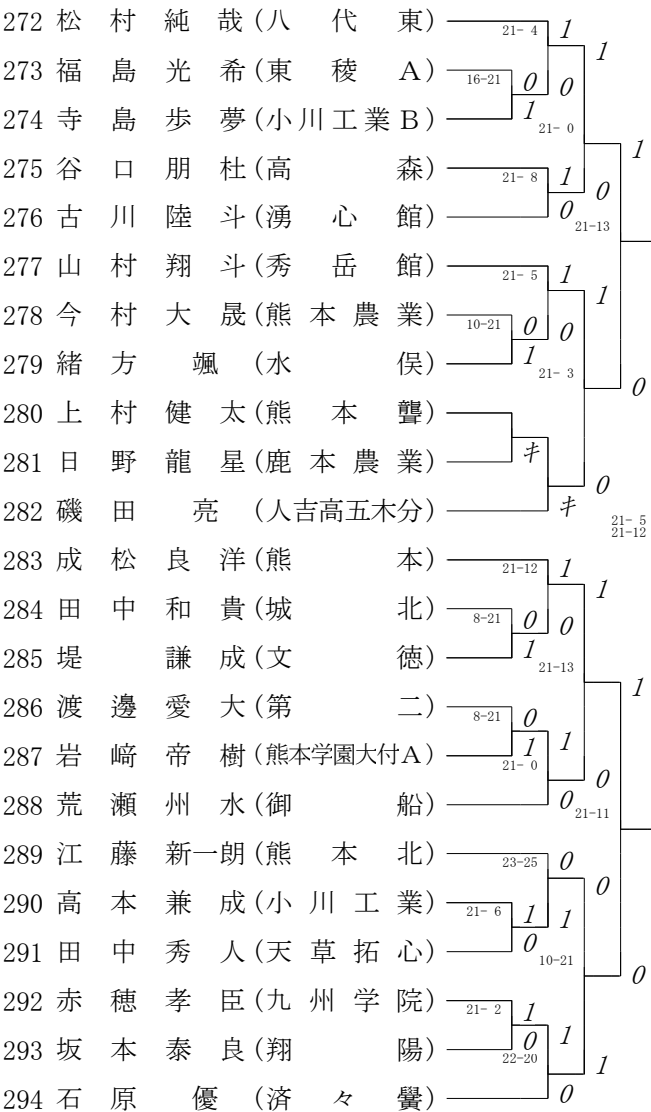 272 松村純哉(八代東)
21- 4 1
1
273 福島光希(東稜A)
16-21 0 0
274 寺島歩夢(小川工業B)
1 21- 0
1
275 谷口朋杜(高森)
21- 8 1
0
276 古川陸斗(湧心館)
0 21-13
277 山村翔斗(秀岳館)
21- 5 1
1
278 今村大晟(熊本農業)
10-21 0 0
279 緒方颯(水俣)
1 21- 3
0
280 上村健太(熊本聾)
281 日野龍星(鹿本農業)
キ
0
282 磯田亮(人吉高五木分)
キ
21- 5
21-12
283 成松良洋(熊本)
21-12 1
1
284 田中和貴(城北)
8-21 0 0
285 堤謙成(文徳)
1 21-13
1
286 渡邊愛大(第二)
8-21 0
287 岩﨑帝樹(熊本学園大付A)
1 1
21- 0
0
288 荒瀬州水(御船)
0 21-11
289 江藤新一朗(熊本北)
23-25 0
0
290 高本兼成(小川工業)
21- 6 1 1
291 田中秀人(天草拓心)
0 10-21
0
292 赤穂孝臣(九州学院)
21- 2 1
293 坂本泰良(翔陽)
0 1
22-20
1
294 石原優(済々黌)
0